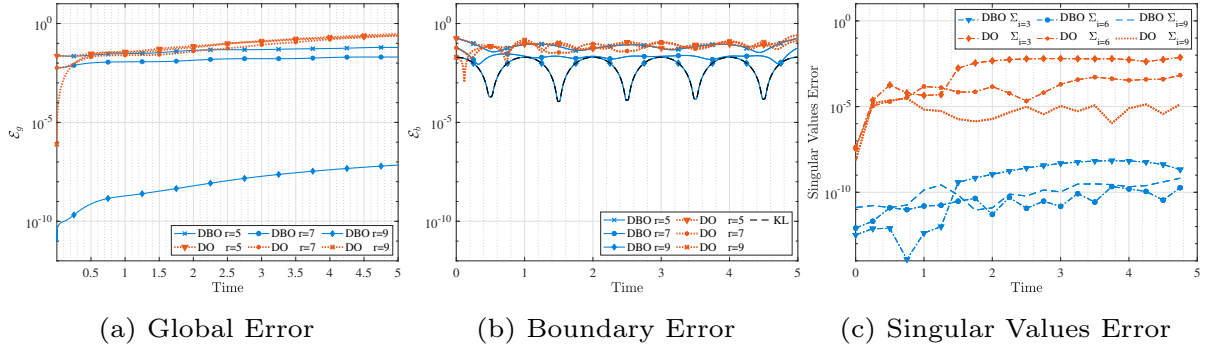 10^0
10^-5
10^-10
ℰ_g
0.5 1 1.5 2 2.5 3 3.5 4 4.5 5
Time
DBO r=5 DBO r=7 DBO r=9
DO r=5 DO r=7 DO r=9
(a) Global Error
10^0
10^-5
10^-10
ℰ_b
0 1 2 3 4 5
Time
DBO r=5 DO r=5 KL
DBO r=7 DO r=7
DBO r=9 DO r=9
(b) Boundary Error
DBO Σ_i=3 DBO Σ_i=6 DBO Σ_i=9
DO Σ_i=3 DO Σ_i=6 DO Σ_i=9
10^0
10^-5
10^-10
Singular Values Error
0 1 2 3 4 5
Time
(c) Singular Values Error